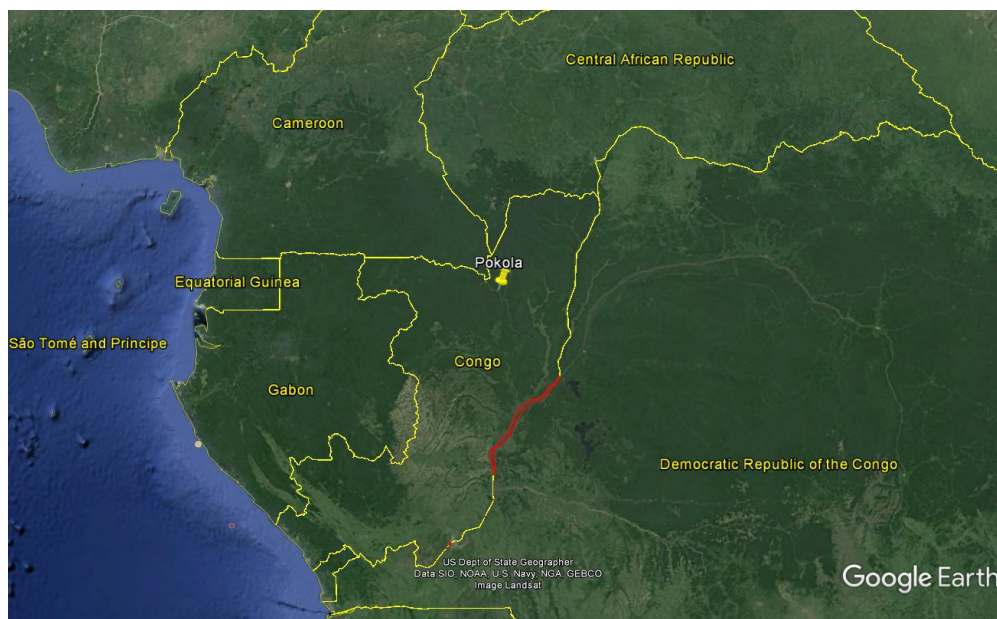 Central African Republic
Cameroon
Pokola
Equatorial Guinea
São Tomé and Príncipe
Congo
Gabon
Democratic Republic of the Congo
US Dept of State Geographer
Data SIO, NOAA, U.S. Navy, NGA, GEBCO
Image Landsat
Google Earth